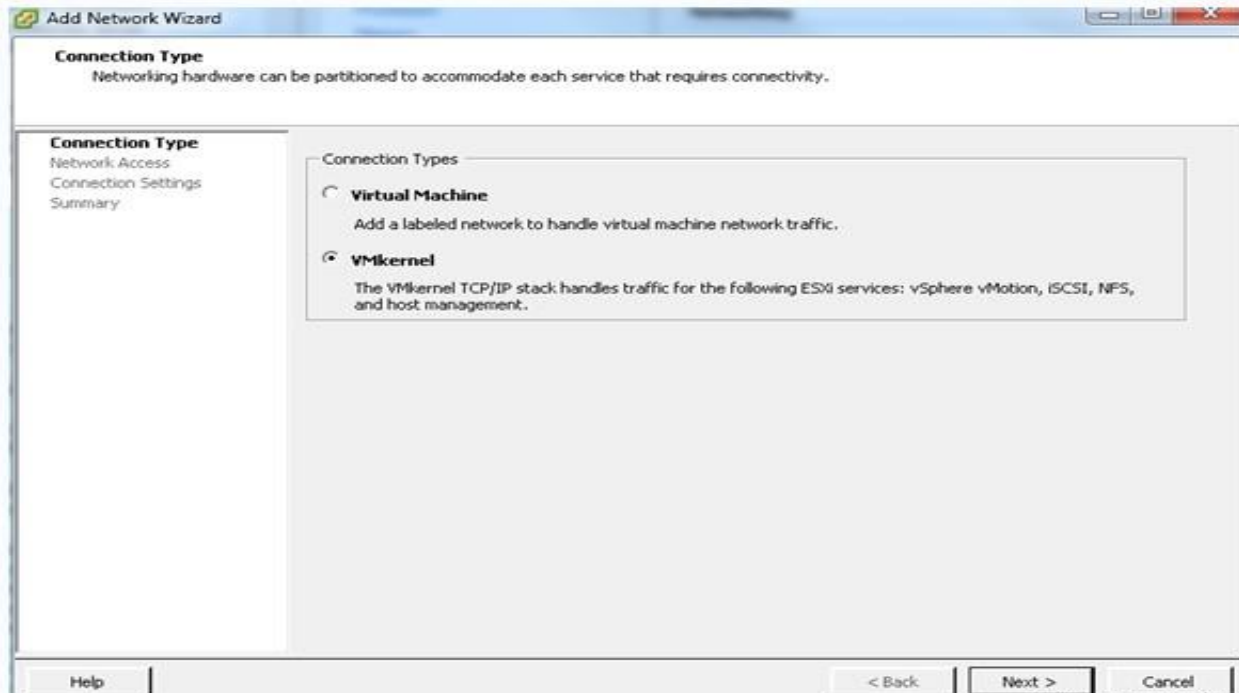 Add Network Wizard
Connection Type
Networking hardware can be partitioned to accommodate each service that requires connectivity.
Connection Type
Network Access
Connection Settings
Summary
Connection Types
Virtual Machine
Add a labeled network to handle virtual machine network traffic.
VMkernel
The VMkernel TCP/IP stack handles traffic for the following ESXi services: vSphere vMotion, iSCSI, NFS,
and host management.
Help
< Back
Next >
Cancel